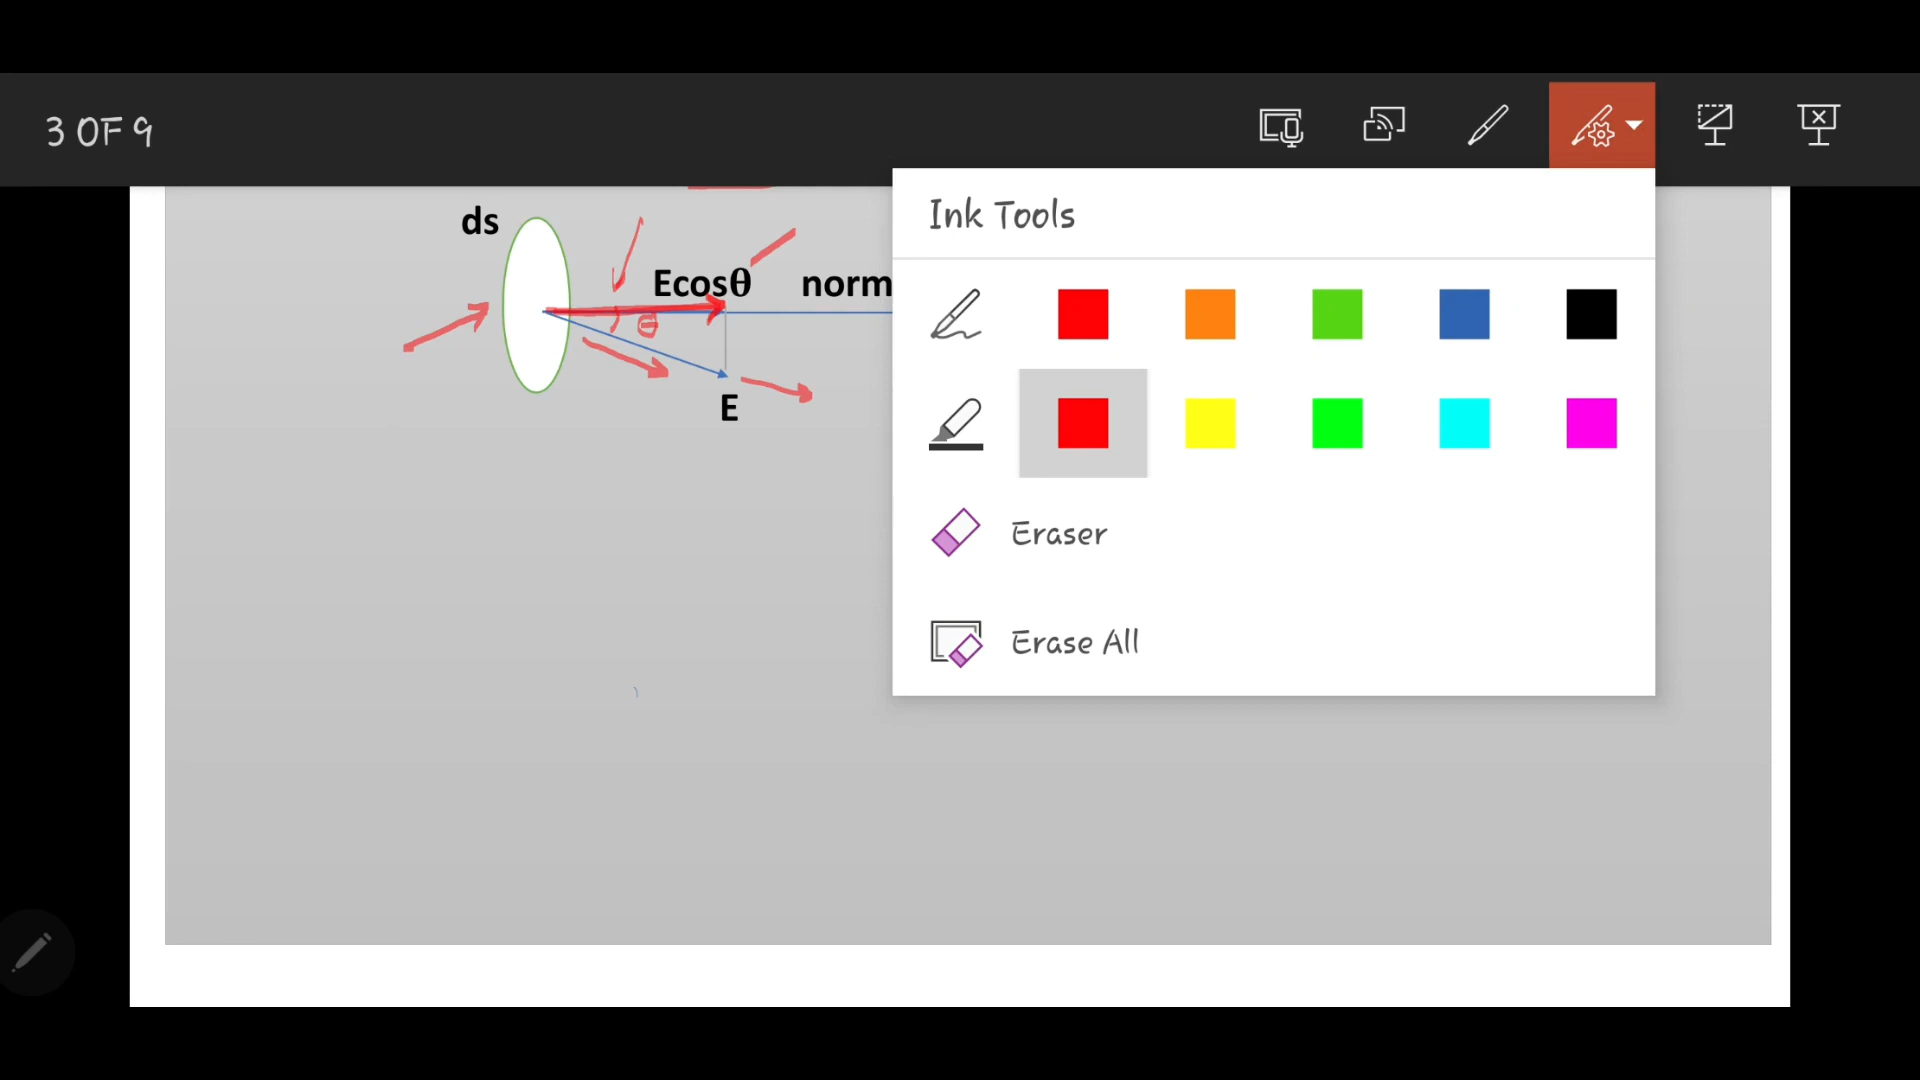 3 OF 9
Ink Tools
ds
Ecosθ norm
θ
E
Eraser
Erase All